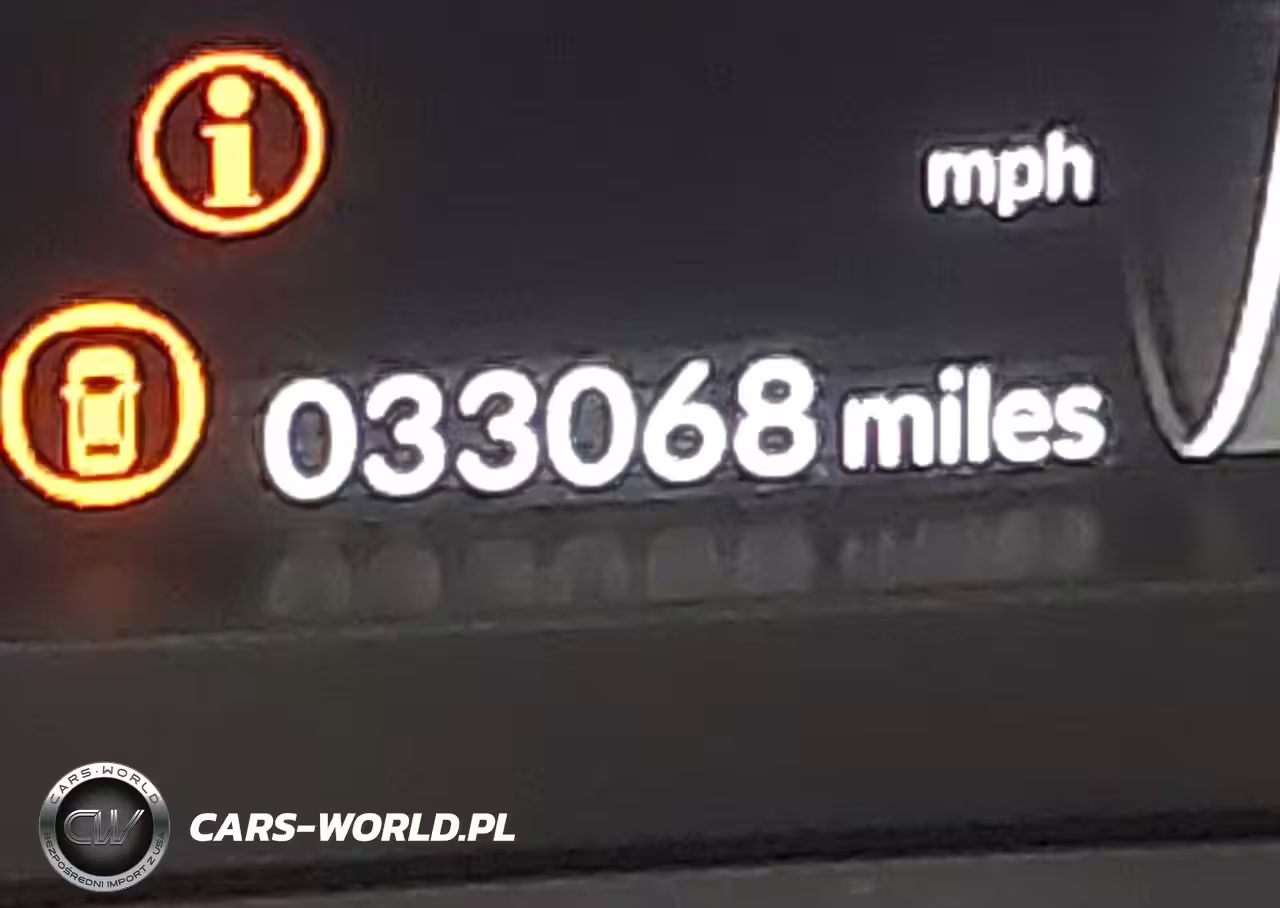 i
mph
033068 miles
CARS-WORLD
CW
BEZPOŚREDNI IMPORT Z USA
CARS-WORLD.PL